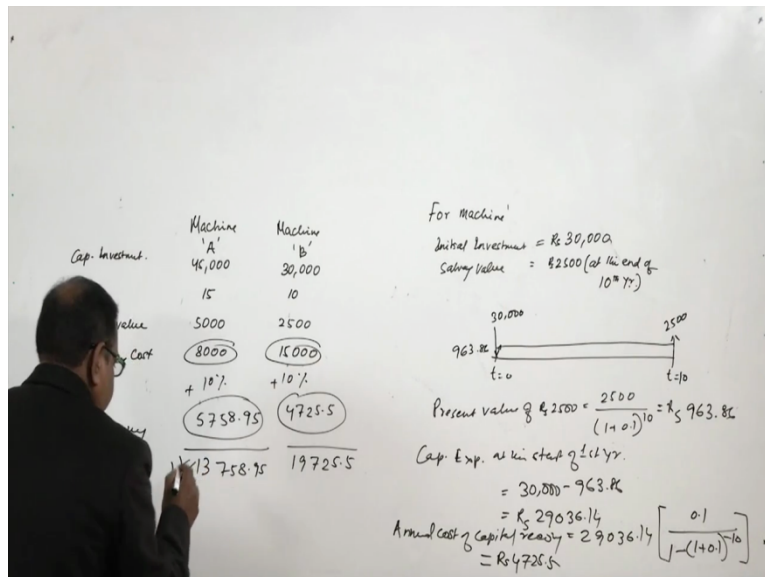 Machine Machine
'A' 'B'
Cap. Investment. 45,000 30,000
15 10
value 5000 2500
Cost 8000 15000
+ 10% + 10%
5758.95 4725.5
13758.95 19725.5
For Machine'
Initial Investment = Rs 30,000
Salvage value = 2500 (at the end of
10th Yr)
30,000 2500
963.86
t=0 t=10
Present value of Rs 2500 = 2500 / (1+0.1)^10 = Rs 963.86
Cap. Exp. at the start of 1st yr.
= 30,000 - 963.86
= Rs 29036.14
Annual cost of capital = 29036.14 [0.1 / 1-(1+0.1)^-10]
= Rs 4725.5